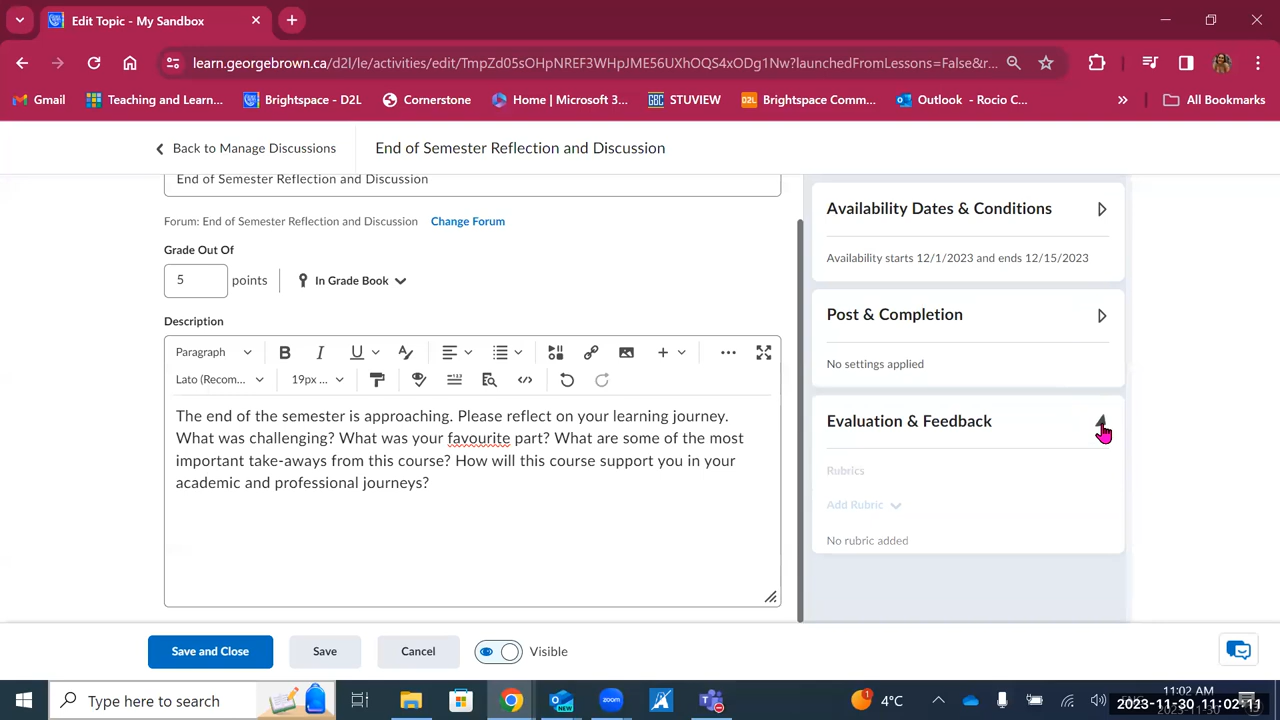 Edit Topic - My Sandbox
learn.georgebrown.ca/d2l/le/activities/edit/TmpZd05sOHpNREF3WHpJME56UXhOQS4xODg1Nw?launchedFromLessons=False&r...
Gmail
Teaching and Learn...
Brightspace - D2L
Cornerstone
Home | Microsoft 3...
GBC STUVIEW
D2L Brightspace Comm...
Outlook - Rocio C...
»
All Bookmarks
Back to Manage Discussions
End of Semester Reflection and Discussion
End of Semester Reflection and Discussion
Forum: End of Semester Reflection and Discussion Change Forum
Grade Out Of
5 points
In Grade Book
Description
Paragraph
B I U A
Lato (Recom...
19px ...
The end of the semester is approaching. Please reflect on your learning journey.
What was challenging? What was your favourite part? What are some of the most
important take-aways from this course? How will this course support you in your
academic and professional journeys?
Availability Dates & Conditions
Availability starts 12/1/2023 and ends 12/15/2023
Post & Completion
No settings applied
Evaluation & Feedback
Rubrics
Add Rubric
No rubric added
Save and Close
Save
Cancel
Visible
Type here to search
NEW
1
4°C
11:02 AM
2023-11-30 11:02:11